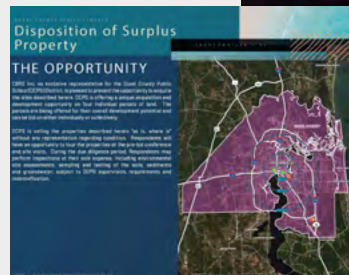 Disposition of Surplus
Property
THE OPPORTUNITY
CBRE Inc. as exclusive representative for the Duval County Public
School (DCPS) District, is pleased to present the opportunity to acquire
the sites described herein. DCPS is offering a unique acquisition and
development opportunity on four individual parcels of land. The
parcels are being offered for their overall development potential and
can be bid on either individually or collectively.
DCPS is selling the properties described herein "as is, where is"
without any representation regarding condition. Respondents will
have an opportunity to tour the properties at the pre-bid conference
and site visits. During the due diligence period, Respondents may
perform inspections at their sole expense, including environmental
site assessments, sampling and testing of the soils, sediments
and groundwater, subject to DCPS supervision, requirements and
indemnification.